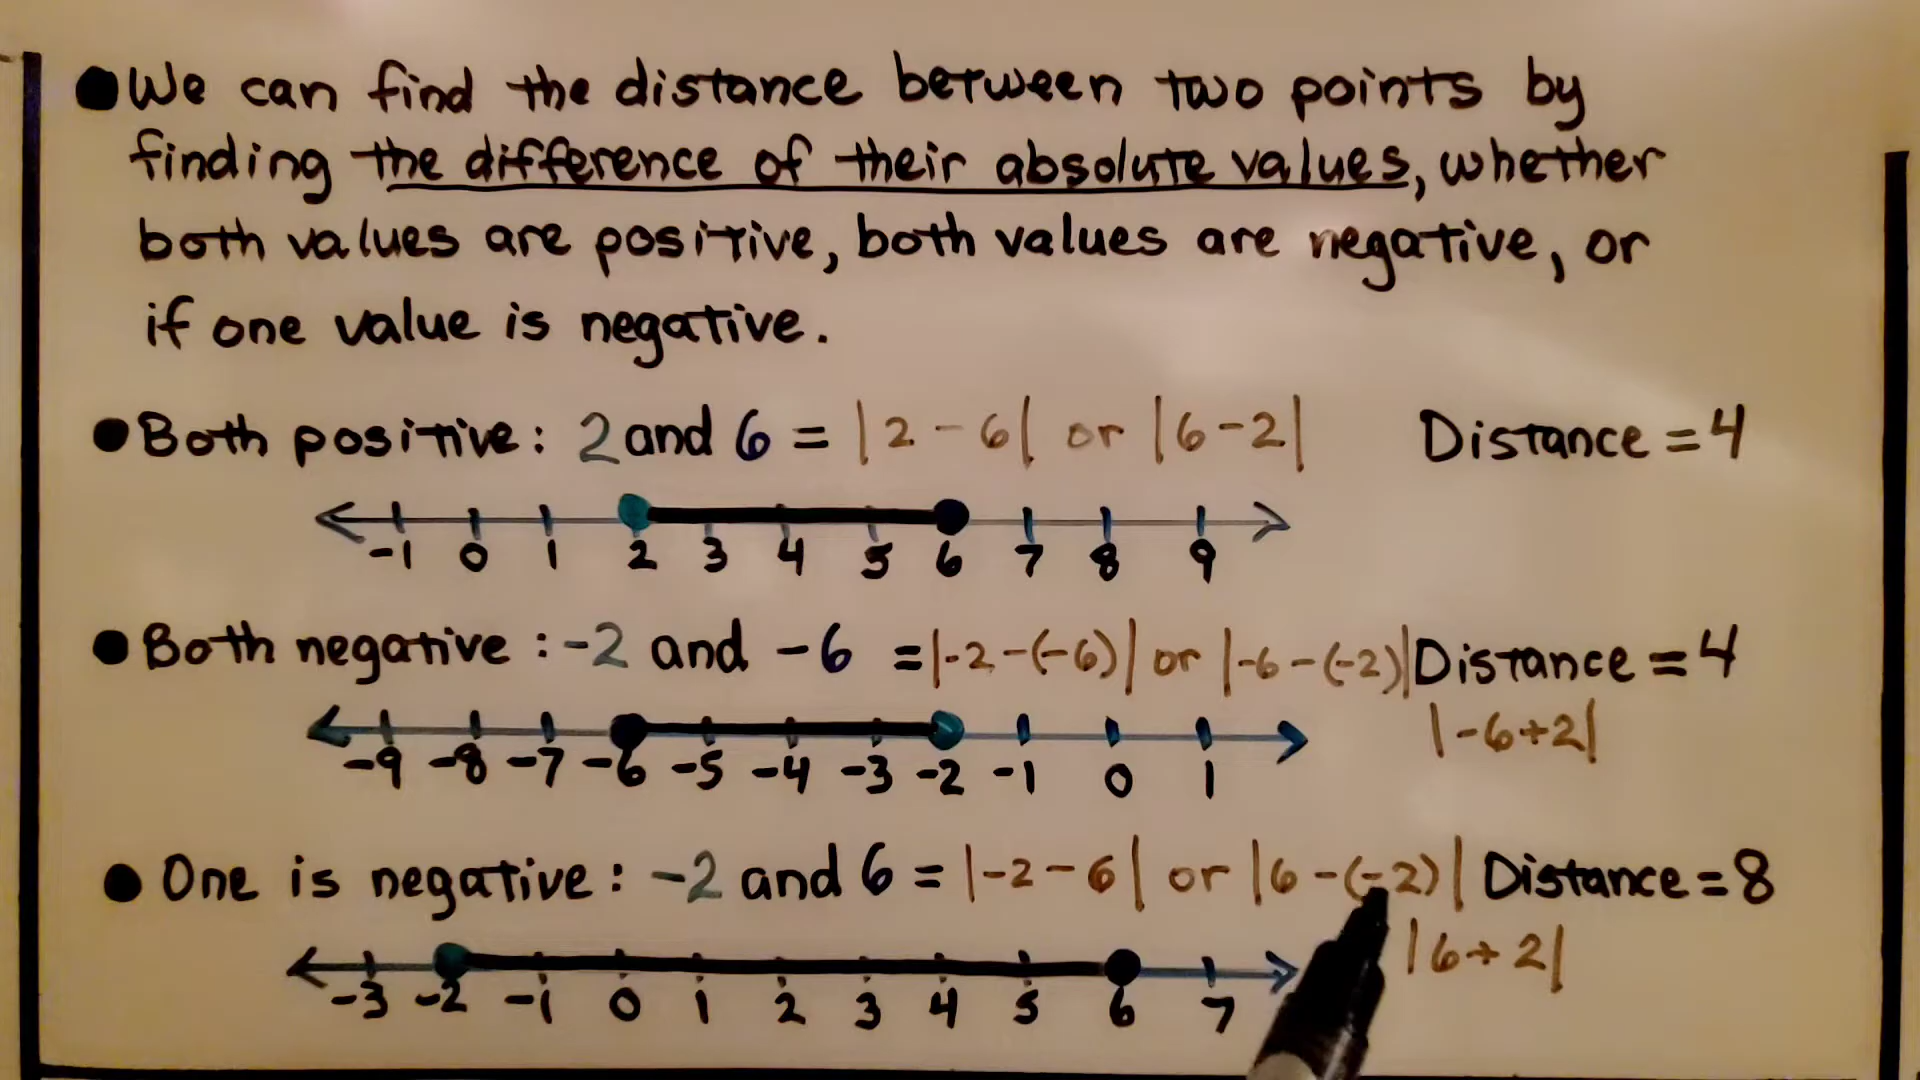 We can find the distance between two points by
finding the difference of their absolute values, whether
both values are positive, both values are negative, or
if one value is negative.
Both positive: 2 and 6 = |2-6| or |6-2| Distance = 4
-1 0 1 2 3 4 5 6 7 8 9
Both negative: -2 and -6 = |-2-(-6)| or |-6-(-2)| Distance = 4
|-6+2|
-9 -8 -7 -6 -5 -4 -3 -2 -1 0 1
One is negative: -2 and 6 = |-2-6| or |6-(-2)| Distance = 8
|6+2|
-3 -2 -1 0 1 2 3 4 5 6 7